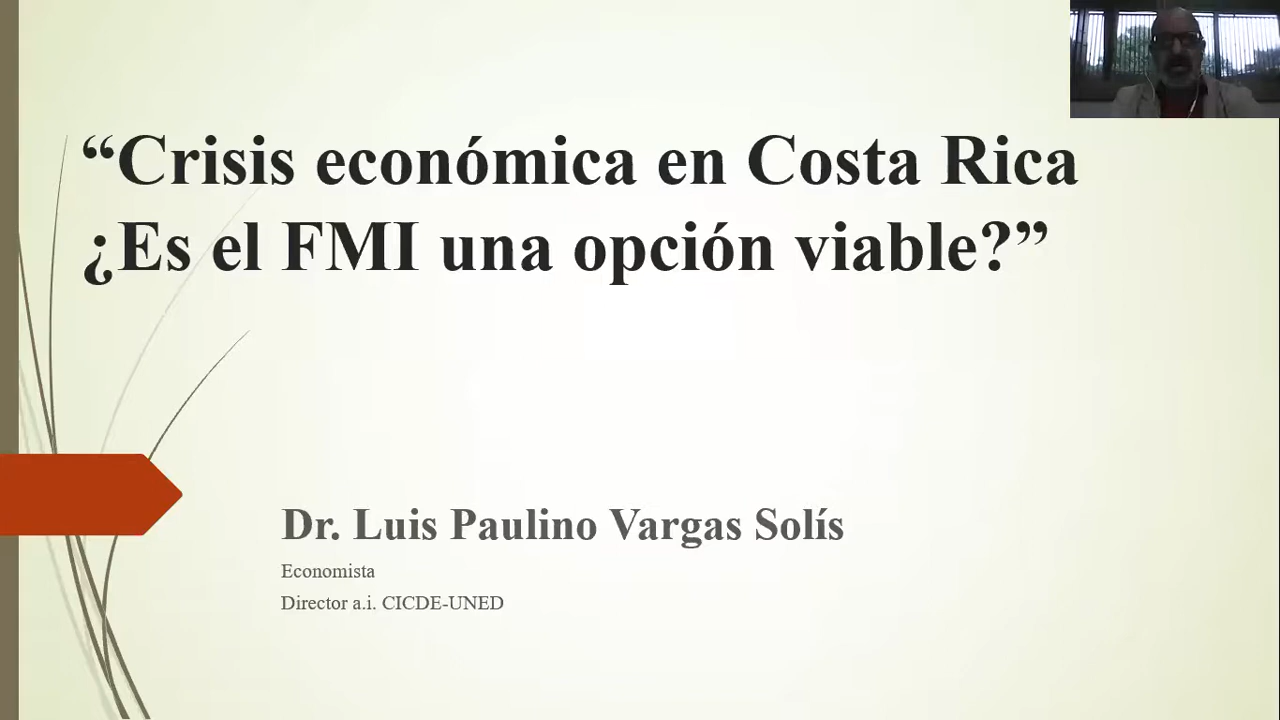 “Crisis económica en Costa Rica
¿Es el FMI una opción viable?”
Dr. Luis Paulino Vargas Solís
Economista
Director a.i. CICDE-UNED